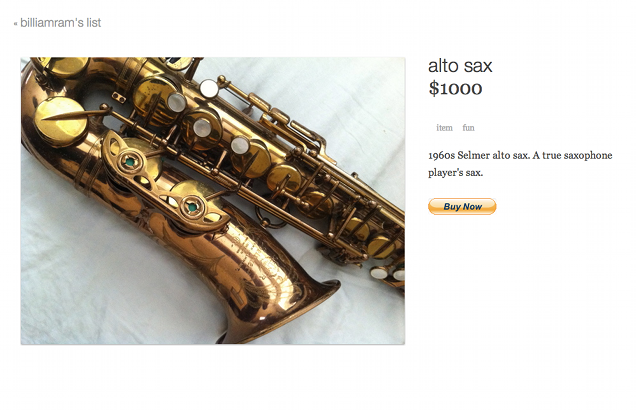 « billiamram's list
alto sax
$1000
item fun
1960s Selmer alto sax. A true saxophone
player's sax.
Buy Now